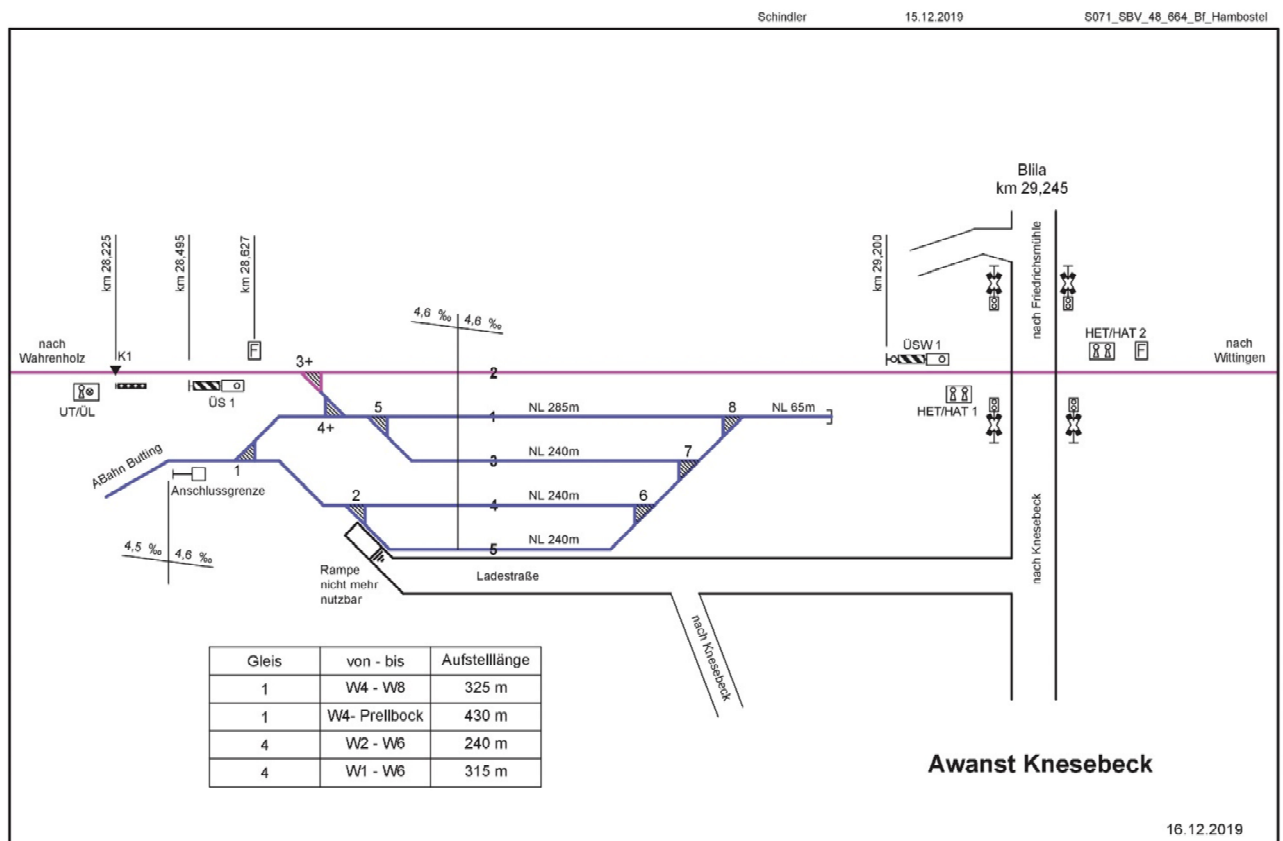 Schindler 15.12.2019 S071_SBV_48_664_Bf_Hambostel
Blila
km 29,245
km 28,225
km 28,495
km 28,627
km 29,200
nach Friedrichsmühle
4,6 ‰ 4,6 ‰
nach
Wahrenholz
K1
F
3+
2
ÜSW 1
HET/HAT 2
F
nach
Wittingen
UT/ÜL
ÜS 1
HET/HAT 1
4+
5
1
NL 285m
8
NL 65m
ABahn Butting
1
3
NL 240m
7
Anschlussgrenze
2
4
NL 240m
6
4,5 ‰ 4,6 ‰
5
NL 240m
nach Knesebeck
Rampe
nicht mehr
nutzbar
Ladestraße
nach Knesebeck
Gleis von - bis Aufstelllänge
1 W4 - W8 325 m
1 W4- Prellbock 430 m
4 W2 - W6 240 m
4 W1 - W6 315 m
Awanst Knesebeck
16.12.2019